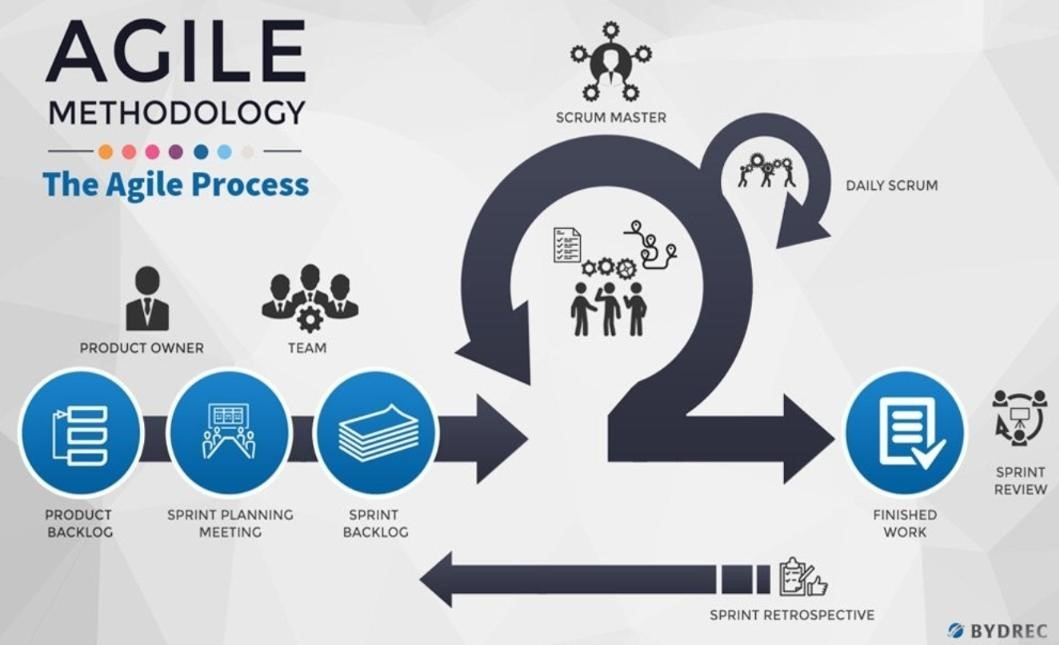 AGILE
METHODOLOGY
The Agile Process
SCRUM MASTER
DAILY SCRUM
PRODUCT OWNER
TEAM
PRODUCT
BACKLOG
SPRINT PLANNING
MEETING
SPRINT
BACKLOG
FINISHED
WORK
SPRINT
REVIEW
SPRINT RETROSPECTIVE
BYDREC